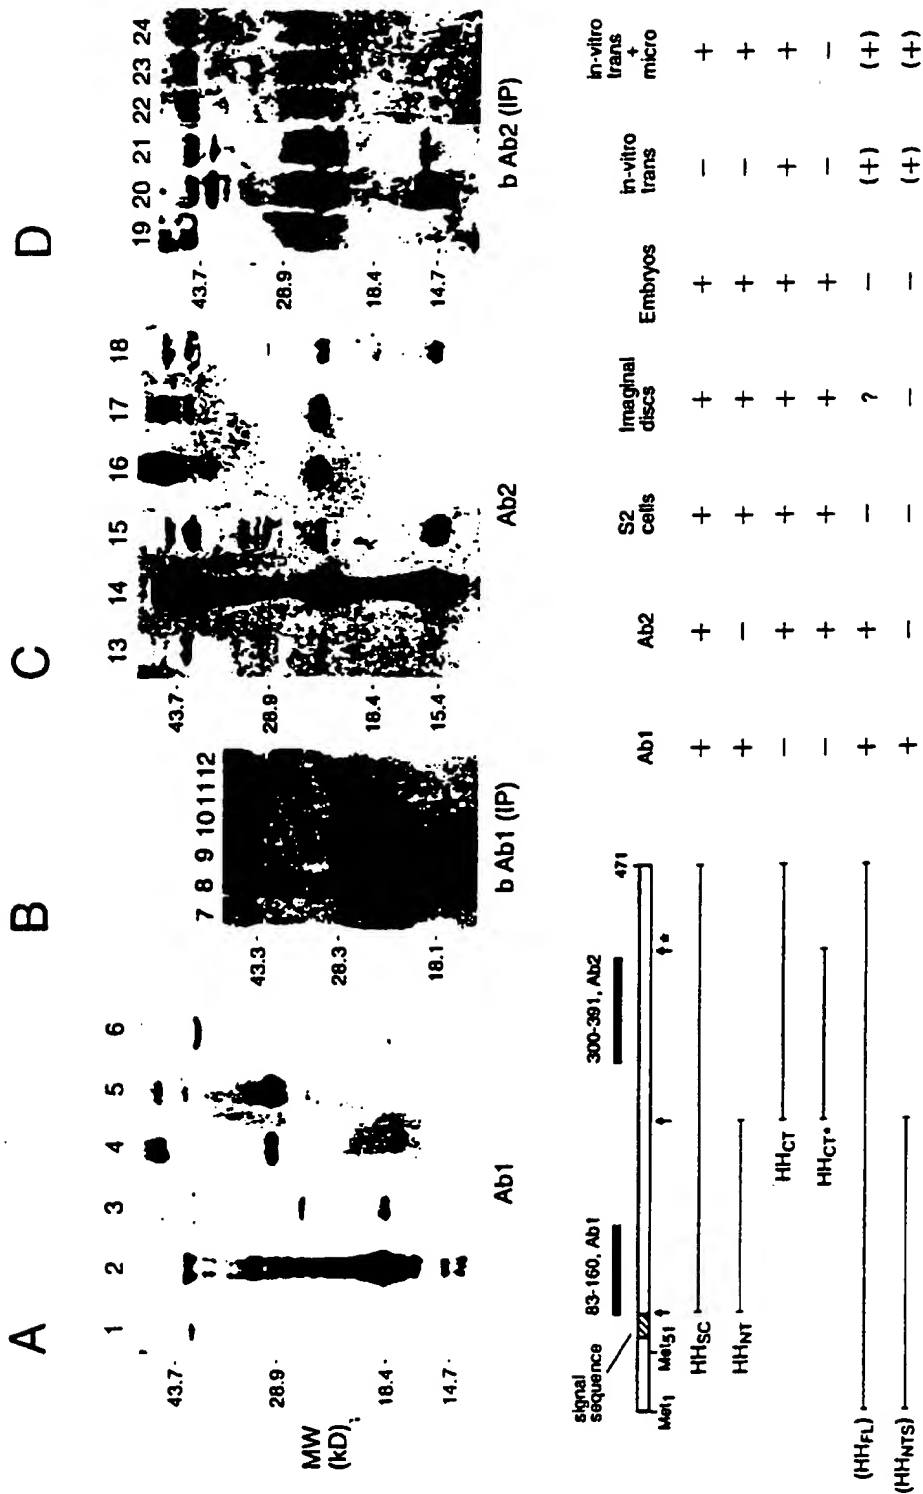 A
1 2 3 4 5 6
43.7 -
28.9 -
18.4 -
14.7 -
MW
(kD)
Ab1
B
7 8 9 10 11 12
43.3 -
28.3 -
18.1 -
b Ab1 (IP)
C
13 14 15 16 17 18
43.7 -
28.9 -
18.4 -
15.4 -
Ab2
D
19 20 21 22 23 24
43.7 -
28.9 -
18.4 -
14.7 -
b Ab2 (IP)
signal
sequence
83-160, Ab1
300-391, Ab2
471
Met1
Met51
*
Ab1 Ab2 S2 cells Imaginal discs Embryos in-vitro trans in-vitro trans + micro
HHSC + + + + + - +
HHNT + - + + + - +
HHCT - + + + + + +
HHCT* - + + + + - -
(HHFL) + + - ? - (+) (+)
(HHNTS) + - - - - (+) (+)